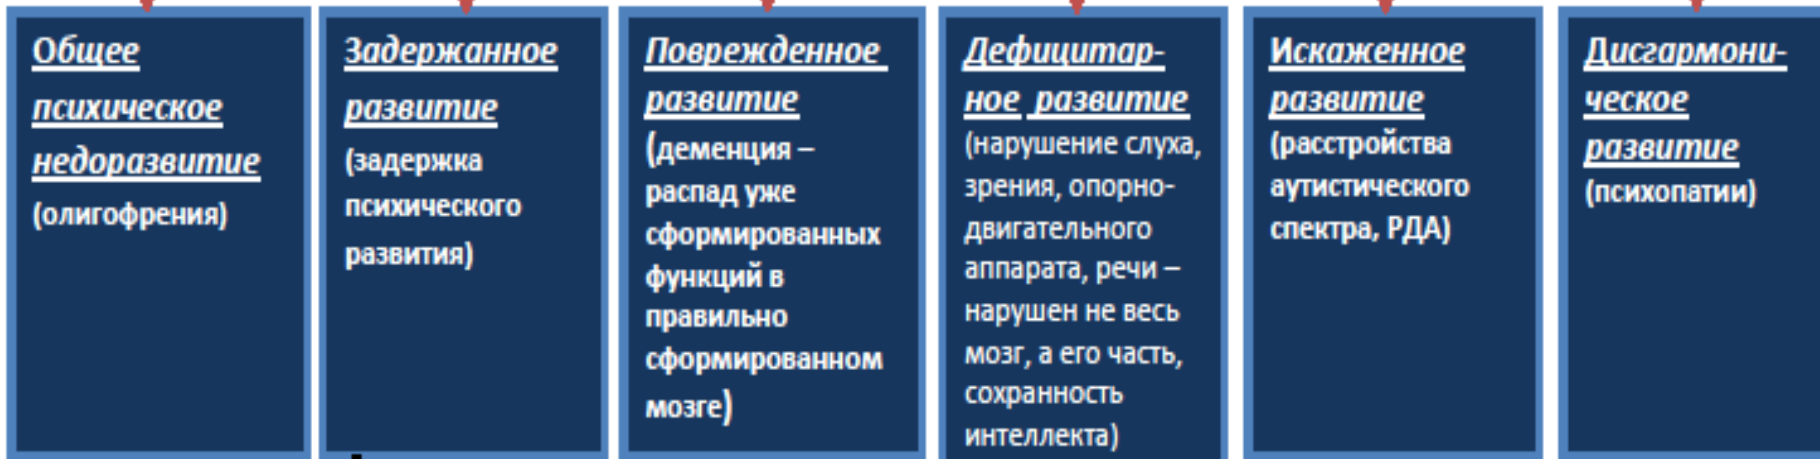 Общее
психическое
недоразвитие
(олигофрения)
Задержанное
развитие
(задержка
психического
развития)
Поврежденное
развитие
(деменция –
распад уже
сформированных
функций в
правильно
сформированном
мозге)
Дефицитар-
ное развитие
(нарушение слуха,
зрения, опорно-
двигательного
аппарата, речи –
нарушен не весь
мозг, а его часть,
сохранность
интеллекта)
Искаженное
развитие
(расстройства
аутистического
спектра, РДА)
Дисгармони-
ческое
развитие
(психопатии)